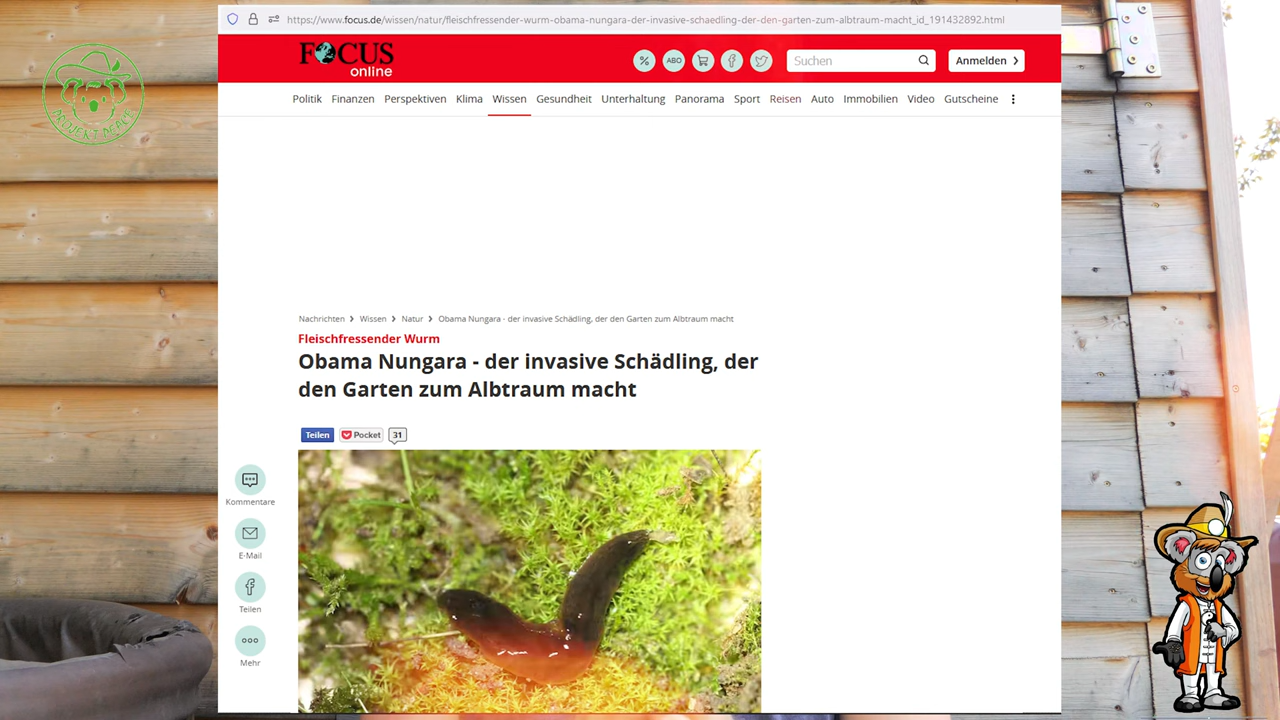 https://www.focus.de/wissen/natur/fleischfressender-wurm-obama-nungara-der-invasive-schaedling-der-den-garten-zum-albtraum-macht_id_191432892.html
PROJEKT PEACE
FOCUS
online
% ABO
Suchen
Anmelden
Politik Finanzen Perspektiven Klima Wissen Gesundheit Unterhaltung Panorama Sport Reisen Auto Immobilien Video Gutscheine
Nachrichten > Wissen > Natur > Obama Nungara - der invasive Schädling, der den Garten zum Albtraum macht
Fleischfressender Wurm
Obama Nungara - der invasive Schädling, der
den Garten zum Albtraum macht
Teilen Pocket 31
Kommentare
E-Mail
Teilen
Mehr